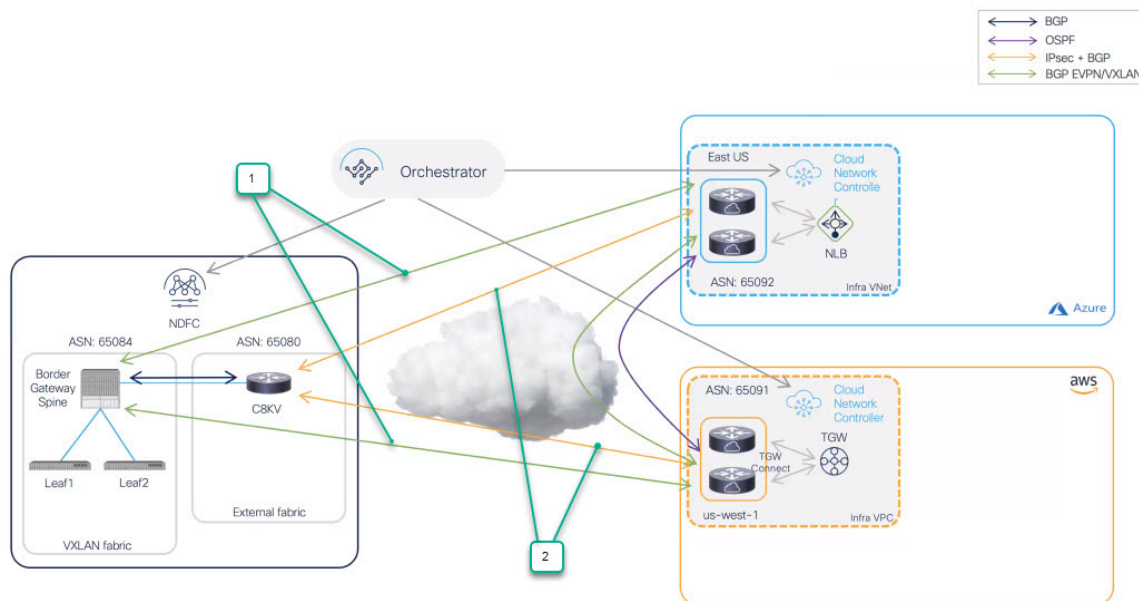 BGP
OSPF
IPsec + BGP
BGP EVPN/VXLAN
1
Orchestrator
East US
Cloud
Network
Controlle
r
NLB
ASN: 65092
Infra VNet
Azure
NDFC
ASN: 65084
ASN: 65080
Border
Gateway
Spine
C8KV
Leaf1
Leaf2
External fabric
VXLAN fabric
aws
ASN: 65091
Cloud
Network
Controller
TGW
TGW
Connect
us-west-1
Infra VPC
2